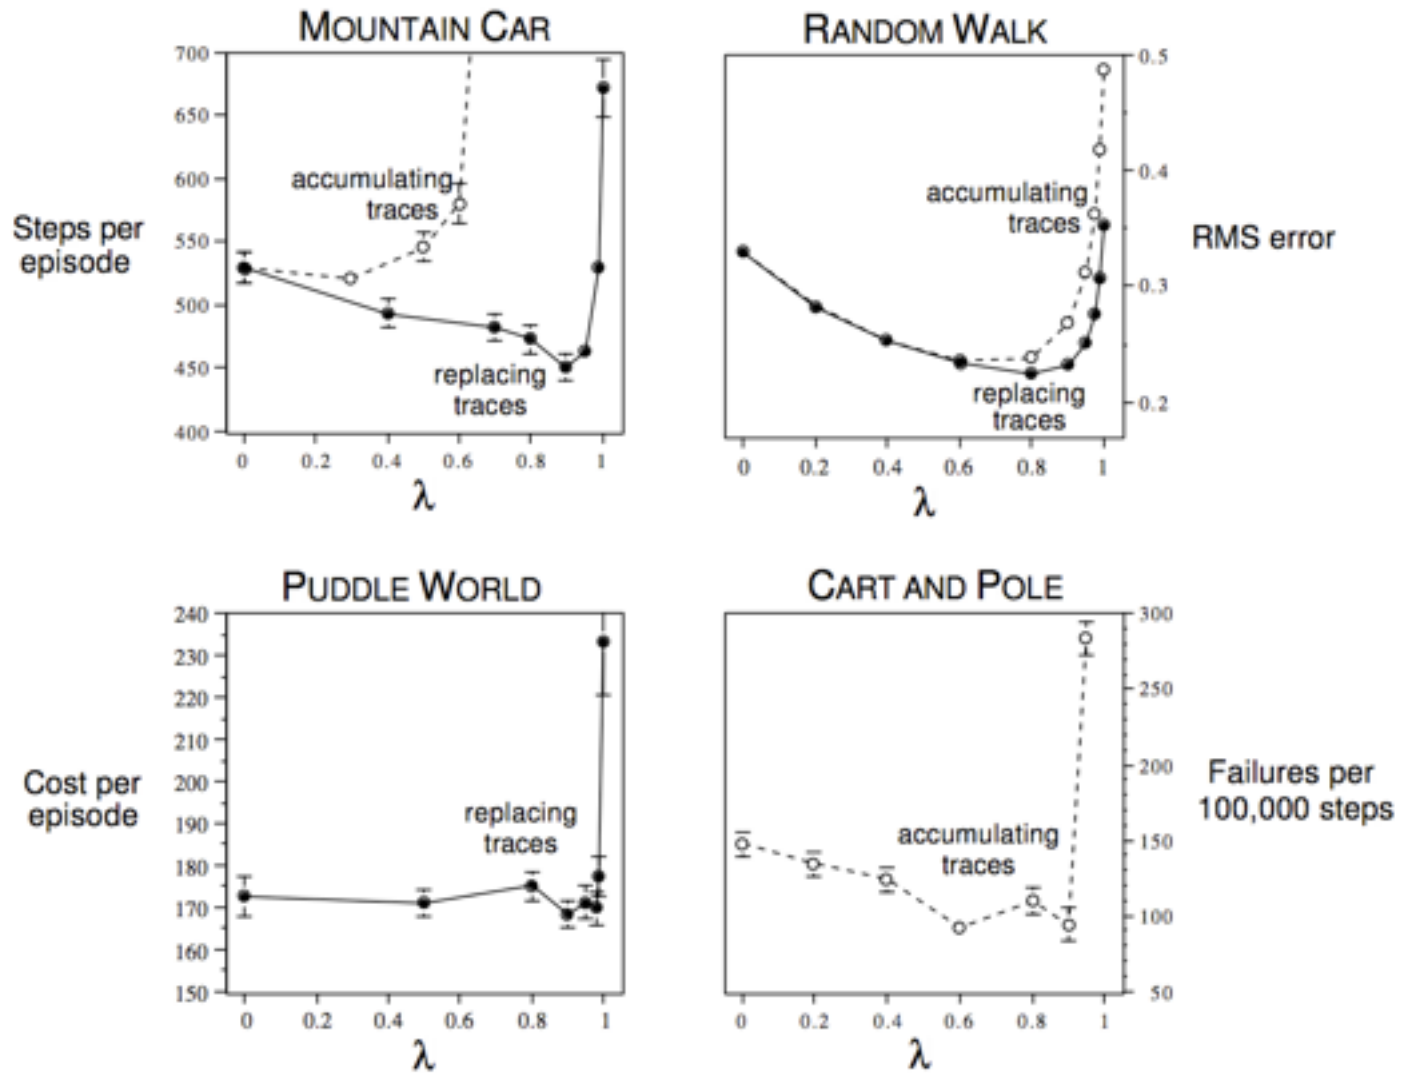 MOUNTAIN CAR
700
650
600
550
500
450
400
Steps per
episode
accumulating
traces
replacing
traces
0 0.2 0.4 0.6 0.8 1
λ
RANDOM WALK
0.5
0.4
0.3
0.2
RMS error
accumulating
traces
replacing
traces
0 0.2 0.4 0.6 0.8 1
λ
PUDDLE WORLD
240
230
220
210
200
190
180
170
160
150
Cost per
episode
replacing
traces
0 0.2 0.4 0.6 0.8 1
λ
CART AND POLE
300
250
200
150
100
50
Failures per
100,000 steps
accumulating
traces
0 0.2 0.4 0.6 0.8 1
λ